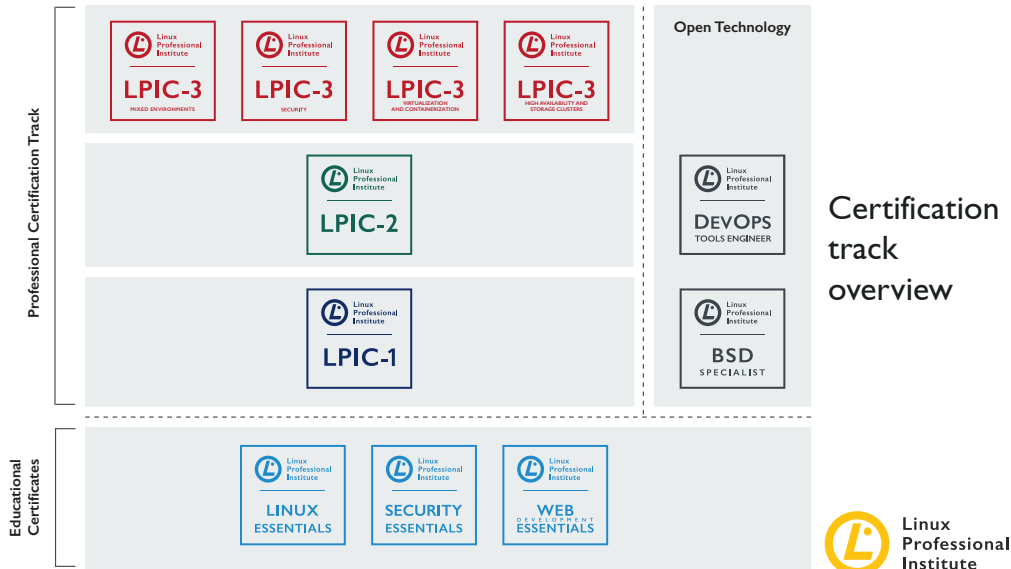 Professional Certification Track
Linux
Professional
Institute
LPIC-3
MIXED ENVIRONMENTS
Linux
Professional
Institute
LPIC-3
SECURITY
Linux
Professional
Institute
LPIC-3
VIRTUALIZATION
AND CONTAINERIZATION
Linux
Professional
Institute
LPIC-3
HIGH AVAILABILITY AND
STORAGE CLUSTERS
Open Technology
Linux
Professional
Institute
LPIC-2
Linux
Professional
Institute
DEVOPS
TOOLS ENGINEER
Certification
track
overview
Linux
Professional
Institute
LPIC-1
Linux
Professional
Institute
BSD
SPECIALIST
Educational
Certificates
Linux
Professional
Institute
LINUX
ESSENTIALS
Linux
Professional
Institute
SECURITY
ESSENTIALS
Linux
Professional
Institute
WEB
DEVELOPMENT
ESSENTIALS
Linux
Professional
Institute